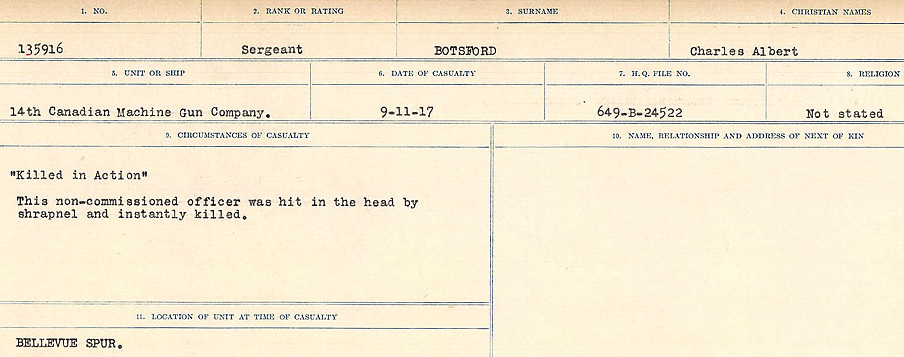 1. NO.
2. RANK OR RATING
3. SURNAME
4. CHRISTIAN NAMES
135916
Sergeant
BOTSFORD
Charles Albert
5. UNIT OR SHIP
6. DATE OF CASUALTY
7. H.Q. FILE NO.
8. RELIGION
14th Canadian Machine Gun Company.
9-11-17
649-B-24522
Not stated
9. CIRCUMSTANCES OF CASUALTY
10. NAME, RELATIONSHIP AND ADDRESS OF NEXT OF KIN
"Killed in Action"
This non-commissioned officer was hit in the head by
shrapnel and instantly killed.
11. LOCATION OF UNIT AT TIME OF CASUALTY
BELLEVUE SPUR.